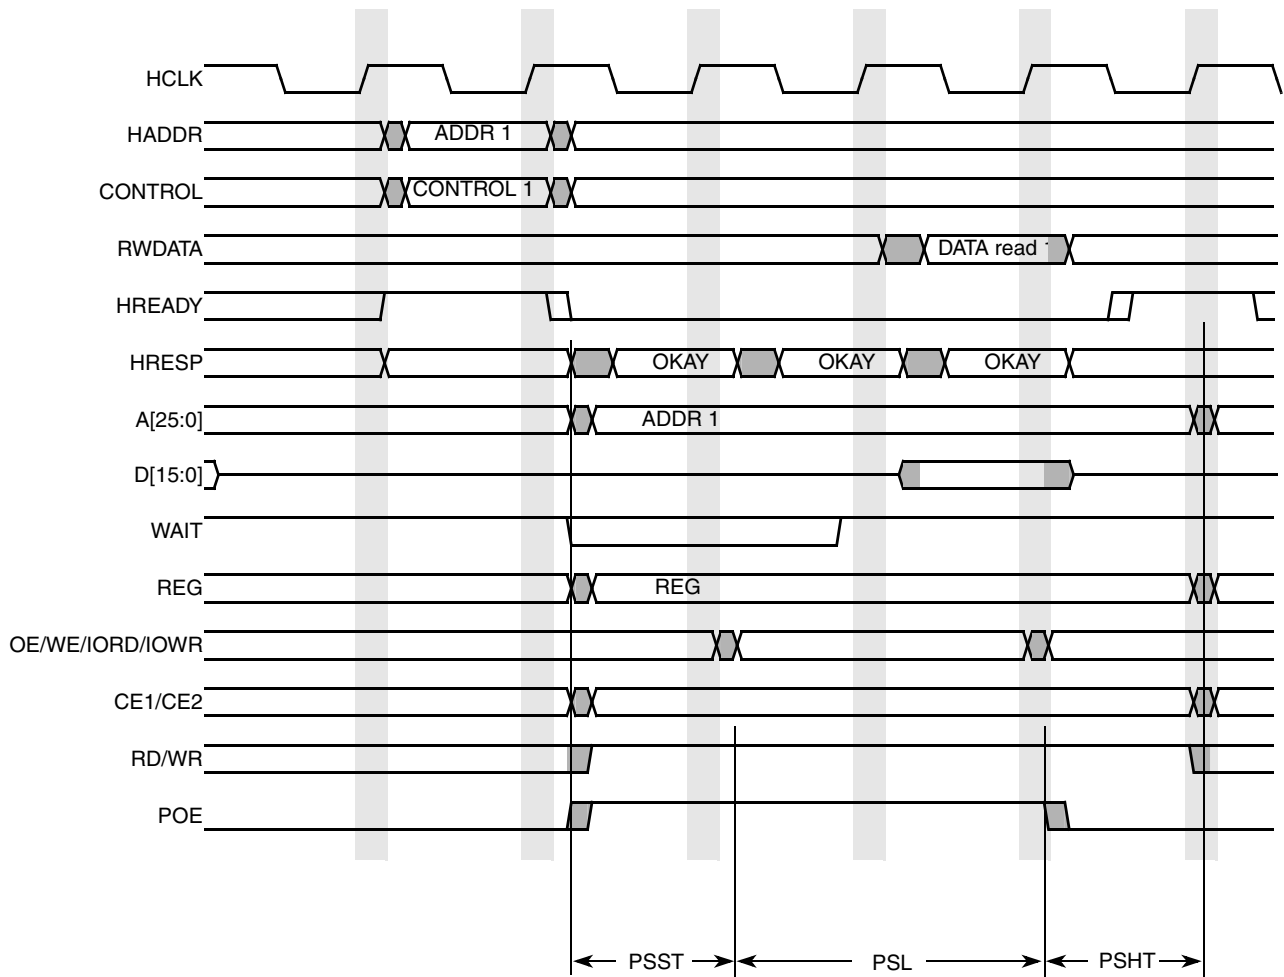 HCLK
HADDR ADDR 1
CONTROL CONTROL 1
RWDATA DATA read 1
HREADY
HRESP OKAY OKAY OKAY
A[25:0] ADDR 1
D[15:0]
WAIT
REG REG
OE/WE/IORD/IOWR
CE1/CE2
RD/WR
POE
PSST PSL PSHT